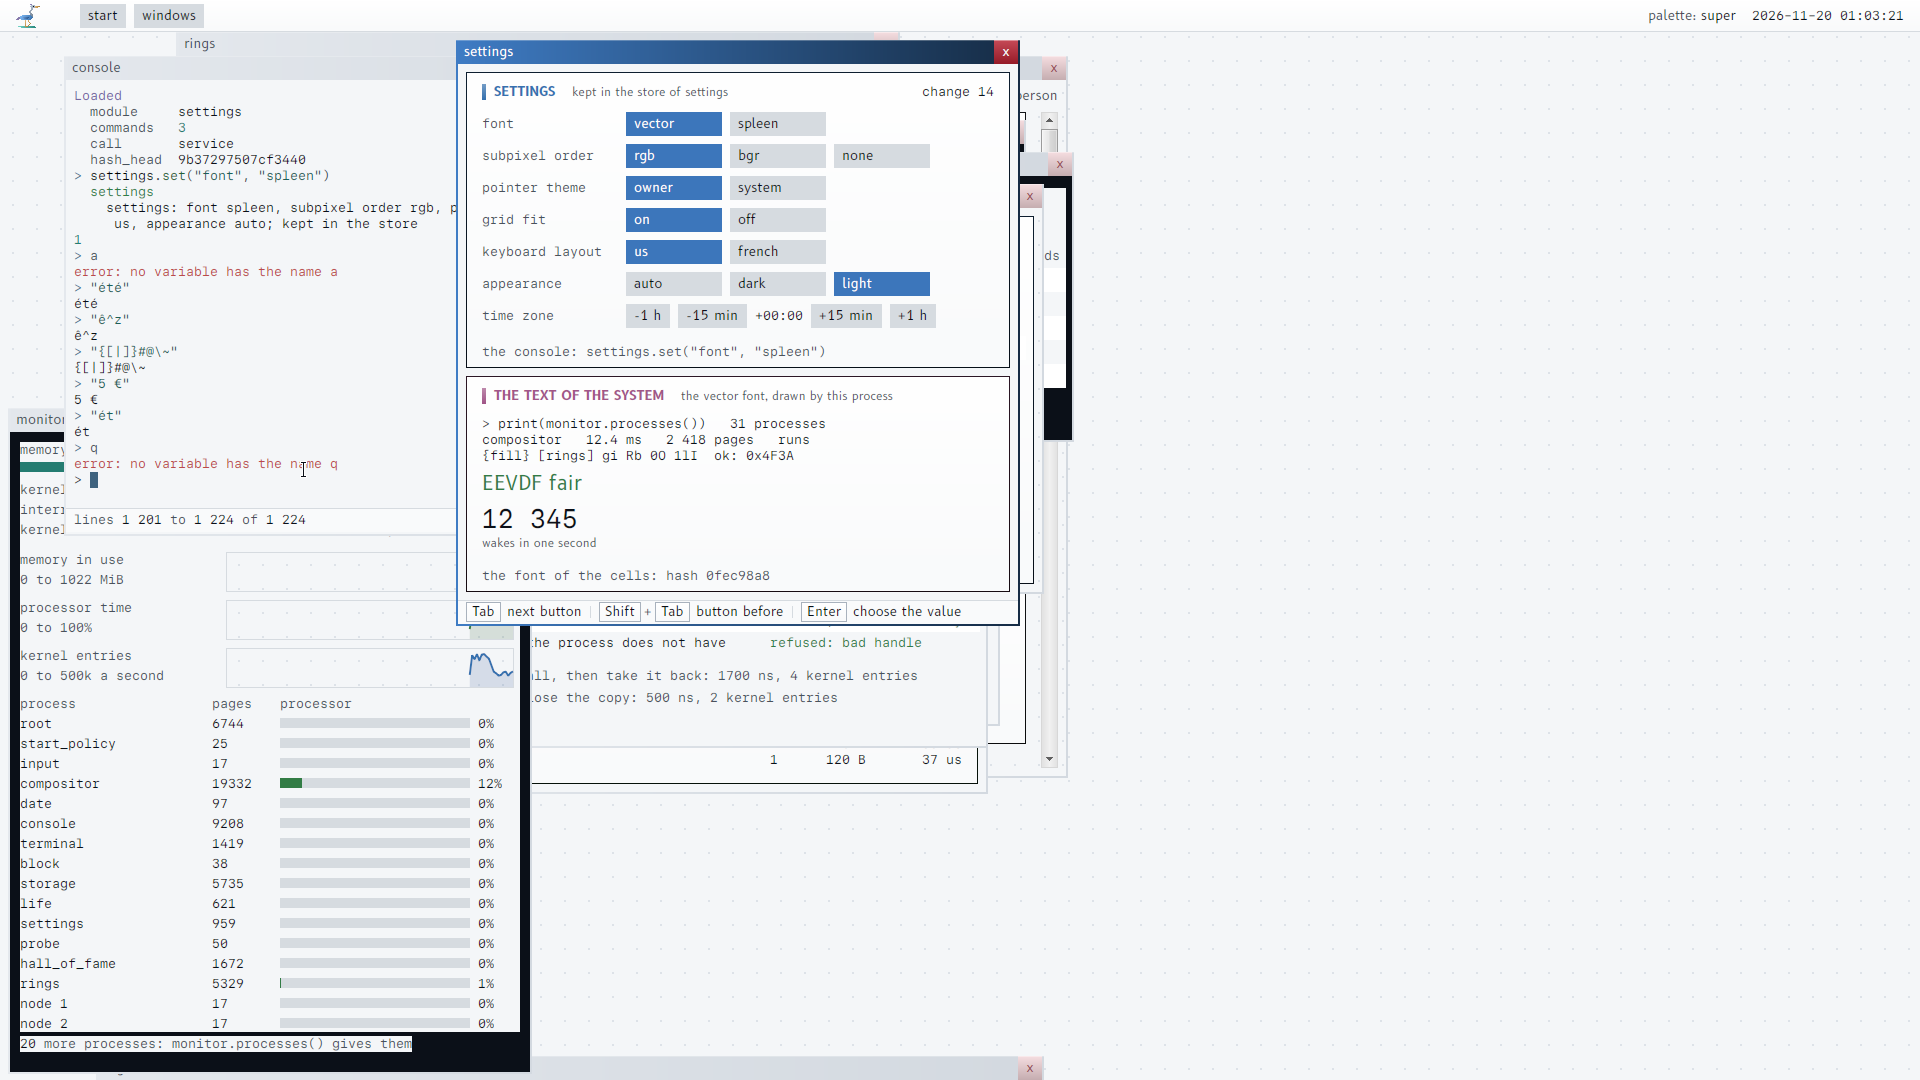 start windows palette: super 2026-11-20 01:03:21
rings
console
Loaded
module settings
commands 3
call service
hash_head 9b37297507cf3440
> settings.set("font", "spleen")
settings
settings: font spleen, subpixel order rgb, p
us, appearance auto; kept in the store
1
> a
error: no variable has the name a
> "été"
été
> "ê^z"
ê^z
> "{[|]}#@\~"
{[|]}#@\~
> "5 €"
5 €
> "ét"
ét
> q
error: no variable has the name q
>
lines 1 201 to 1 224 of 1 224
settings x
SETTINGS kept in the store of settings change 14
font vector spleen
subpixel order rgb bgr none
pointer theme owner system
grid fit on off
keyboard layout us french
appearance auto dark light
time zone -1 h -15 min +00:00 +15 min +1 h
the console: settings.set("font", "spleen")
THE TEXT OF THE SYSTEM the vector font, drawn by this process
> print(monitor.processes()) 31 processes
compositor 12.4 ms 2 418 pages runs
{fill} [rings] gi Rb 0O 1lI ok: 0x4F3A
EEVDF fair
12 345
wakes in one second
the font of the cells: hash 0fec98a8
Tab next button Shift + Tab button before Enter choose the value
x
person
x
x
ds
the process does not have refused: bad handle
all, then take it back: 1700 ns, 4 kernel entries
lose the copy: 500 ns, 2 kernel entries
1 120 B 37 us
monitor
memory
kernel
inter
kernel
memory in use
0 to 1022 MiB
processor time
0 to 100%
kernel entries
0 to 500k a second
process pages processor
root 6744 0%
start_policy 25 0%
input 17 0%
compositor 19332 12%
date 97 0%
console 9208 0%
terminal 1419 0%
block 38 0%
storage 5735 0%
life 621 0%
settings 959 0%
probe 50 0%
hall_of_fame 1672 0%
rings 5329 1%
node 1 17 0%
node 2 17 0%
20 more processes: monitor.processes() gives them
x